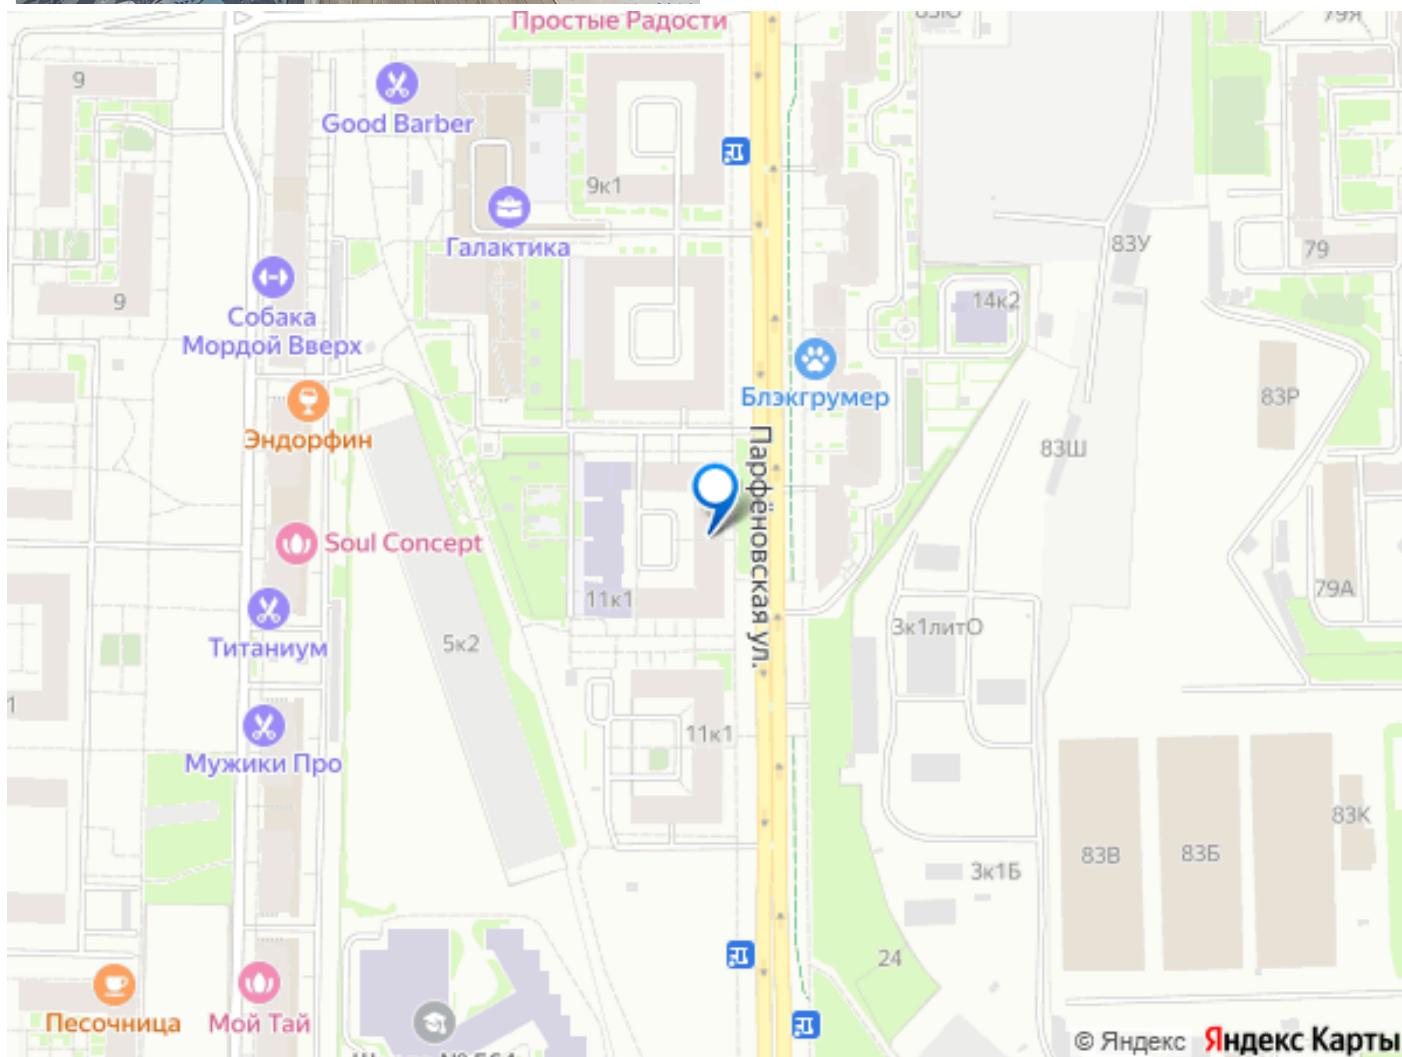 Простые Радости
79Я
9
Good Barber
9к1
Галактика
83У
79
9
14к2
Собака
Мордой Вверх
Блэкгрумер
83Р
Эндорфин
83Ш
Парфёновская ул.
Soul Concept
11к1
79А
Титаниум
5к2
3к1литО
11к1
Мужики Про
83К
83В
83Б
3к1Б
24
Песочница
Мой Тай
© Яндекс Яндекс Карты